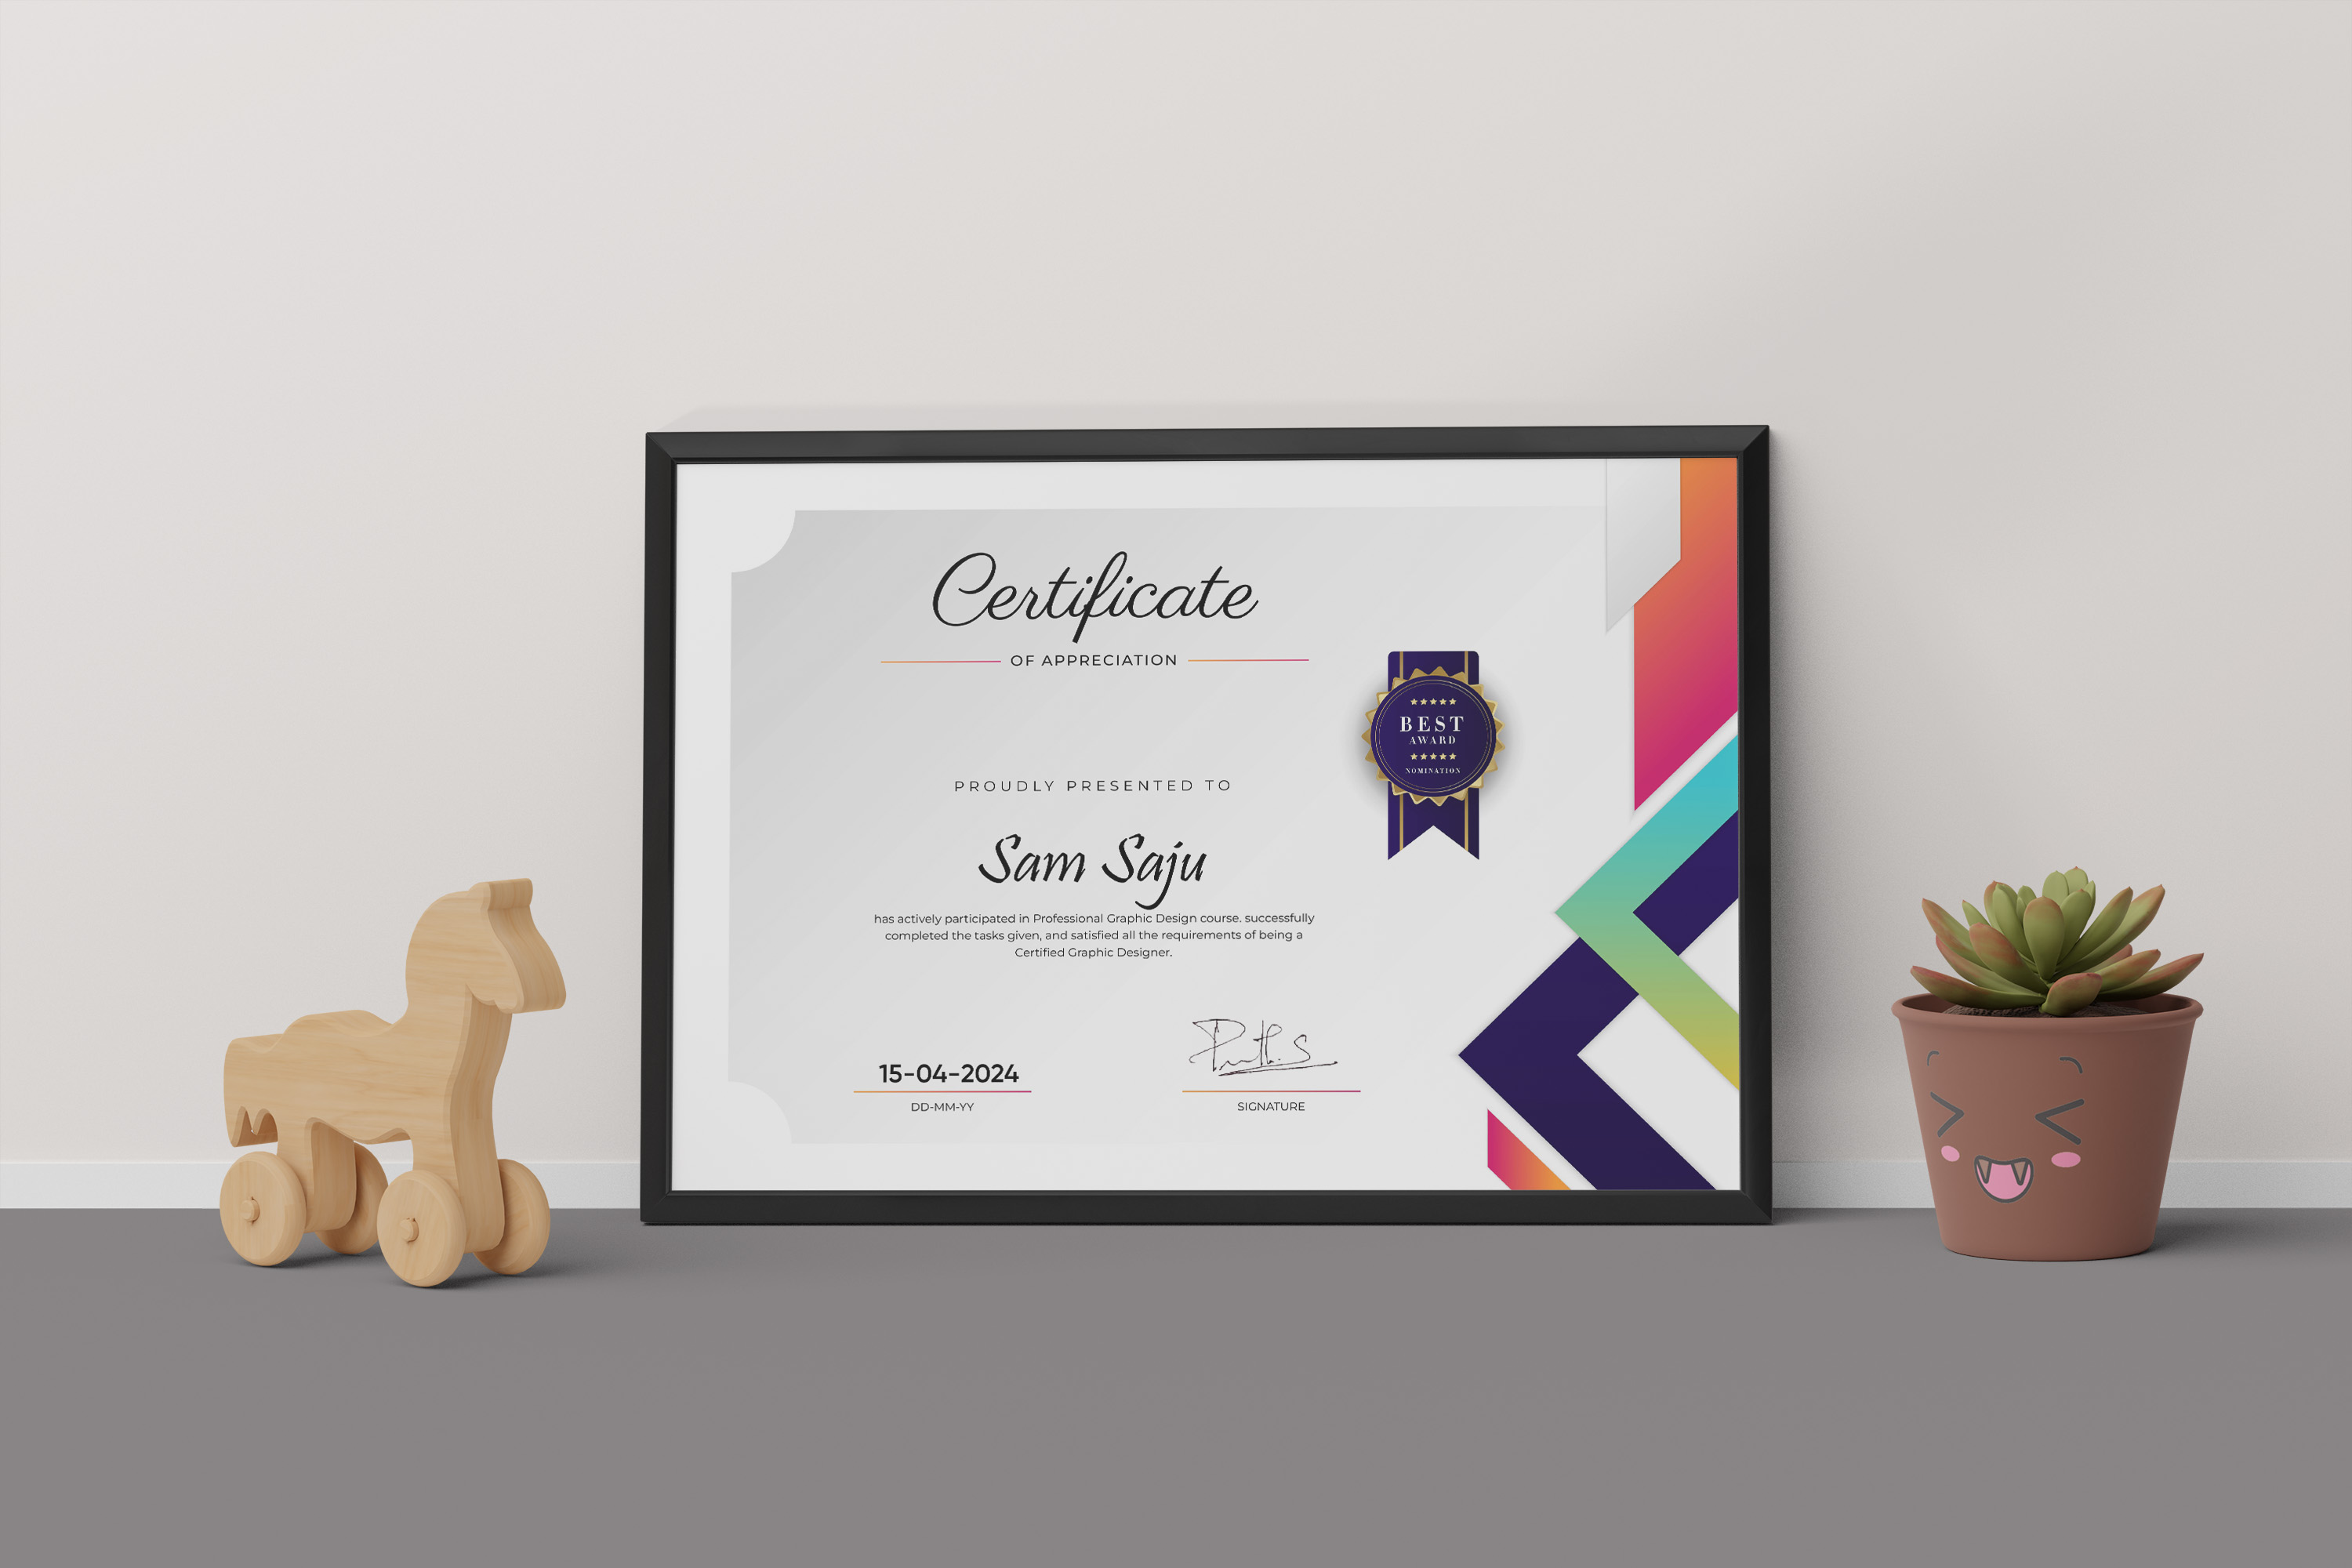 Certificate
OF APPRECIATION
BEST
AWARD
NOMINATION
PROUDLY PRESENTED TO
Sam Saju
has actively participated in Professional Graphic Design course. successfully
completed the tasks given, and satisfied all the requirements of being a
Certified Graphic Designer.
15-04-2024
DD-MM-YY
SIGNATURE